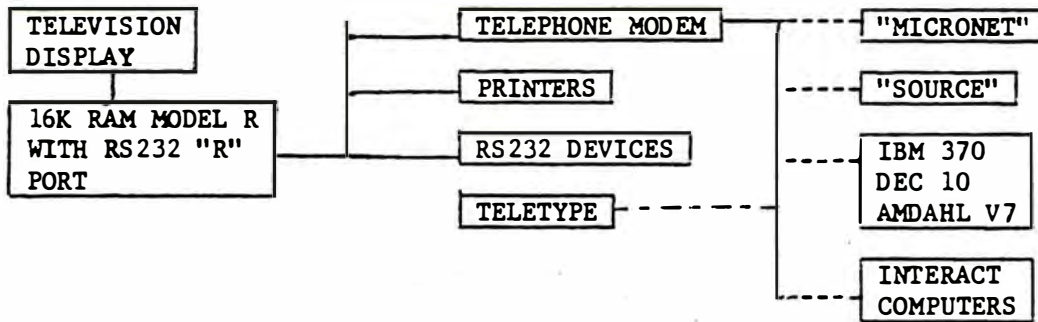 TELEVISION
DISPLAY
16K RAM MODEL R
WITH RS232 "R"
PORT
TELEPHONE MODEM
PRINTERS
RS232 DEVICES
TELETYPE
"MICRONET"
"SOURCE"
IBM 370
DEC 10
AMDAHL V7
INTERACT
COMPUTERS